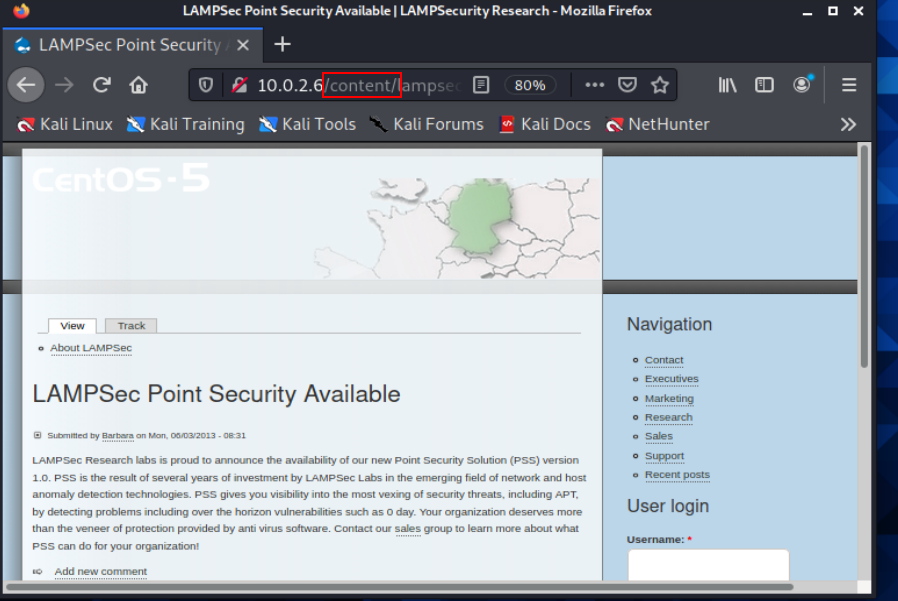 LAMPSec Point Security Available | LAMPSecurity Research - Mozilla Firefox
LAMPSec Point Security
10.0.2.6/content/lampsec
80%
Kali Linux Kali Training Kali Tools Kali Forums Kali Docs NetHunter
CentOS-5
View Track
About LAMPSec
LAMPSec Point Security Available
Submitted by Barbara on Mon, 06/03/2013 - 08:31
LAMPSec Research labs is proud to announce the availability of our new Point Security Solution (PSS) version
1.0. PSS is the result of several years of investment by LAMPSec Labs in the emerging field of network and host
anomaly detection technologies. PSS gives you visibility into the most vexing of security threats, including APT,
by detecting problems including over the horizon vulnerabilities such as 0 day. Your organization deserves more
than the veneer of protection provided by anti virus software. Contact our sales group to learn more about what
PSS can do for your organization!
Add new comment
Navigation
Contact
Executives
Marketing
Research
Sales
Support
Recent posts
User login
Username: *